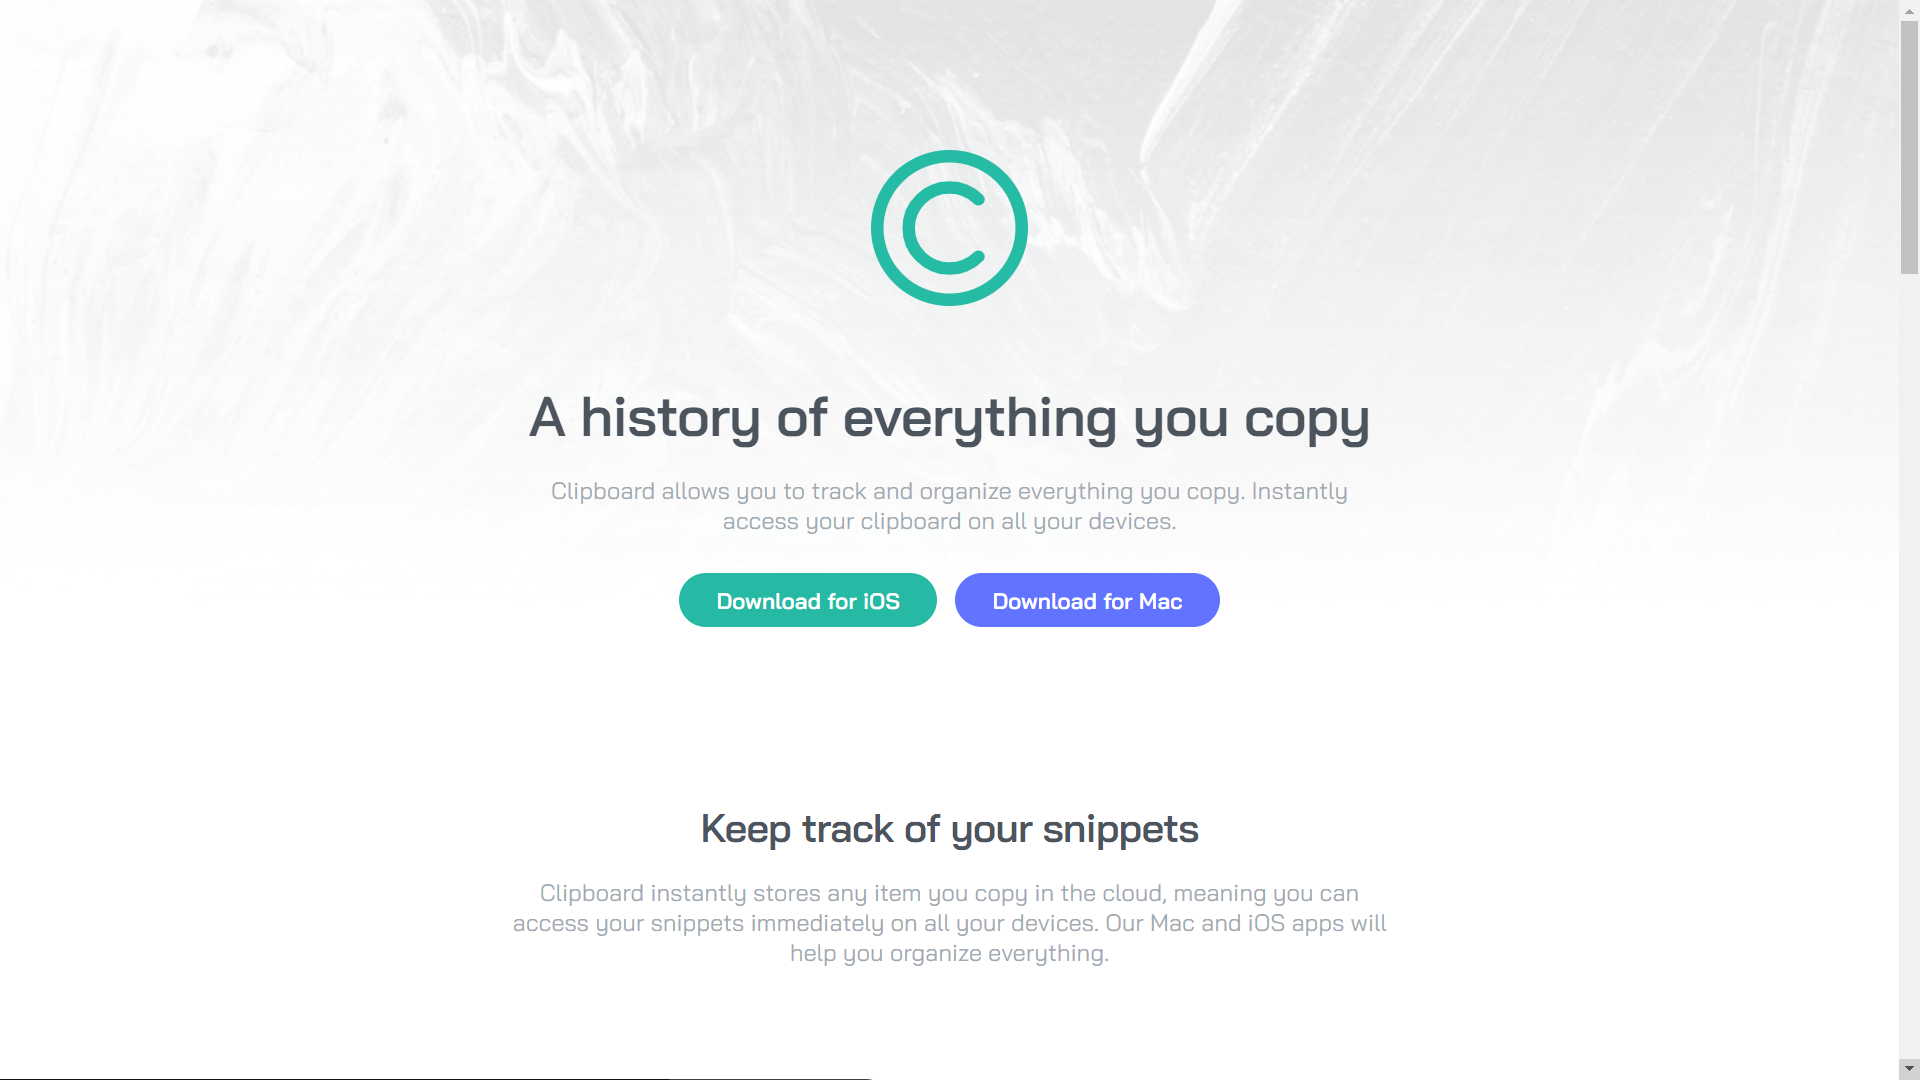 A history of everything you copy
Clipboard allows you to track and organize everything you copy. Instantly
access your clipboard on all your devices.
Download for iOS
Download for Mac
Keep track of your snippets
Clipboard instantly stores any item you copy in the cloud, meaning you can
access your snippets immediately on all your devices. Our Mac and iOS apps will
help you organize everything.